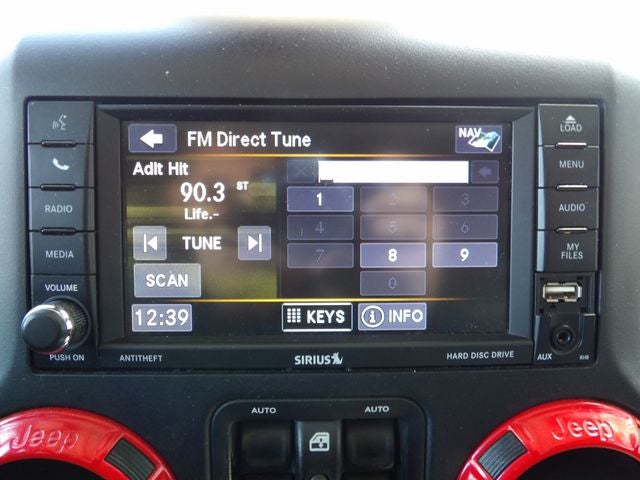 FM Direct Tune
NAV
LOAD
MENU
RADIO
AUDIO
MEDIA
MY
FILES
Adlt Hit
90.3 ST
Life.-
1 2 3
4 5 6
7 8 9
0
TUNE
SCAN
12:39
KEYS
INFO
VOLUME
PUSH ON
ANTITHEFT
SIRIUS
HARD DISC DRIVE
AUX
RHB
AUTO
AUTO
Jeep
Jeep